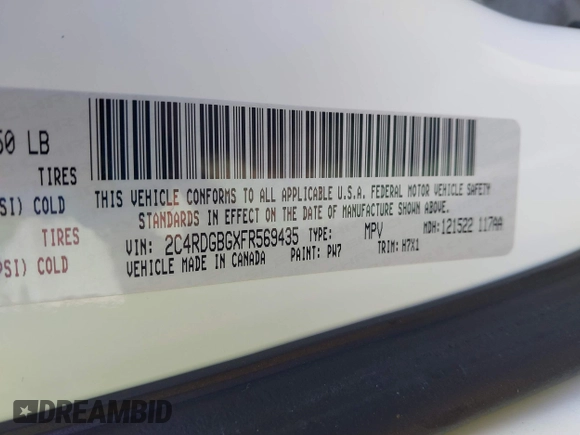 50 LB
TIRES
SI) COLD
TIRES
PSI) COLD
THIS VEHICLE CONFORMS TO ALL APPLICABLE U.S.A. FEDERAL MOTOR VEHICLE SAFETY
STANDARDS IN EFFECT ON THE DATE OF MANUFACTURE SHOWN ABOVE.
VIN: 2C4RDGBGXFR569435 TYPE: MPV MDH: 121522 117AA
VEHICLE MADE IN CANADA PAINT: PW7 TRIM: H7X1
DREAMBID